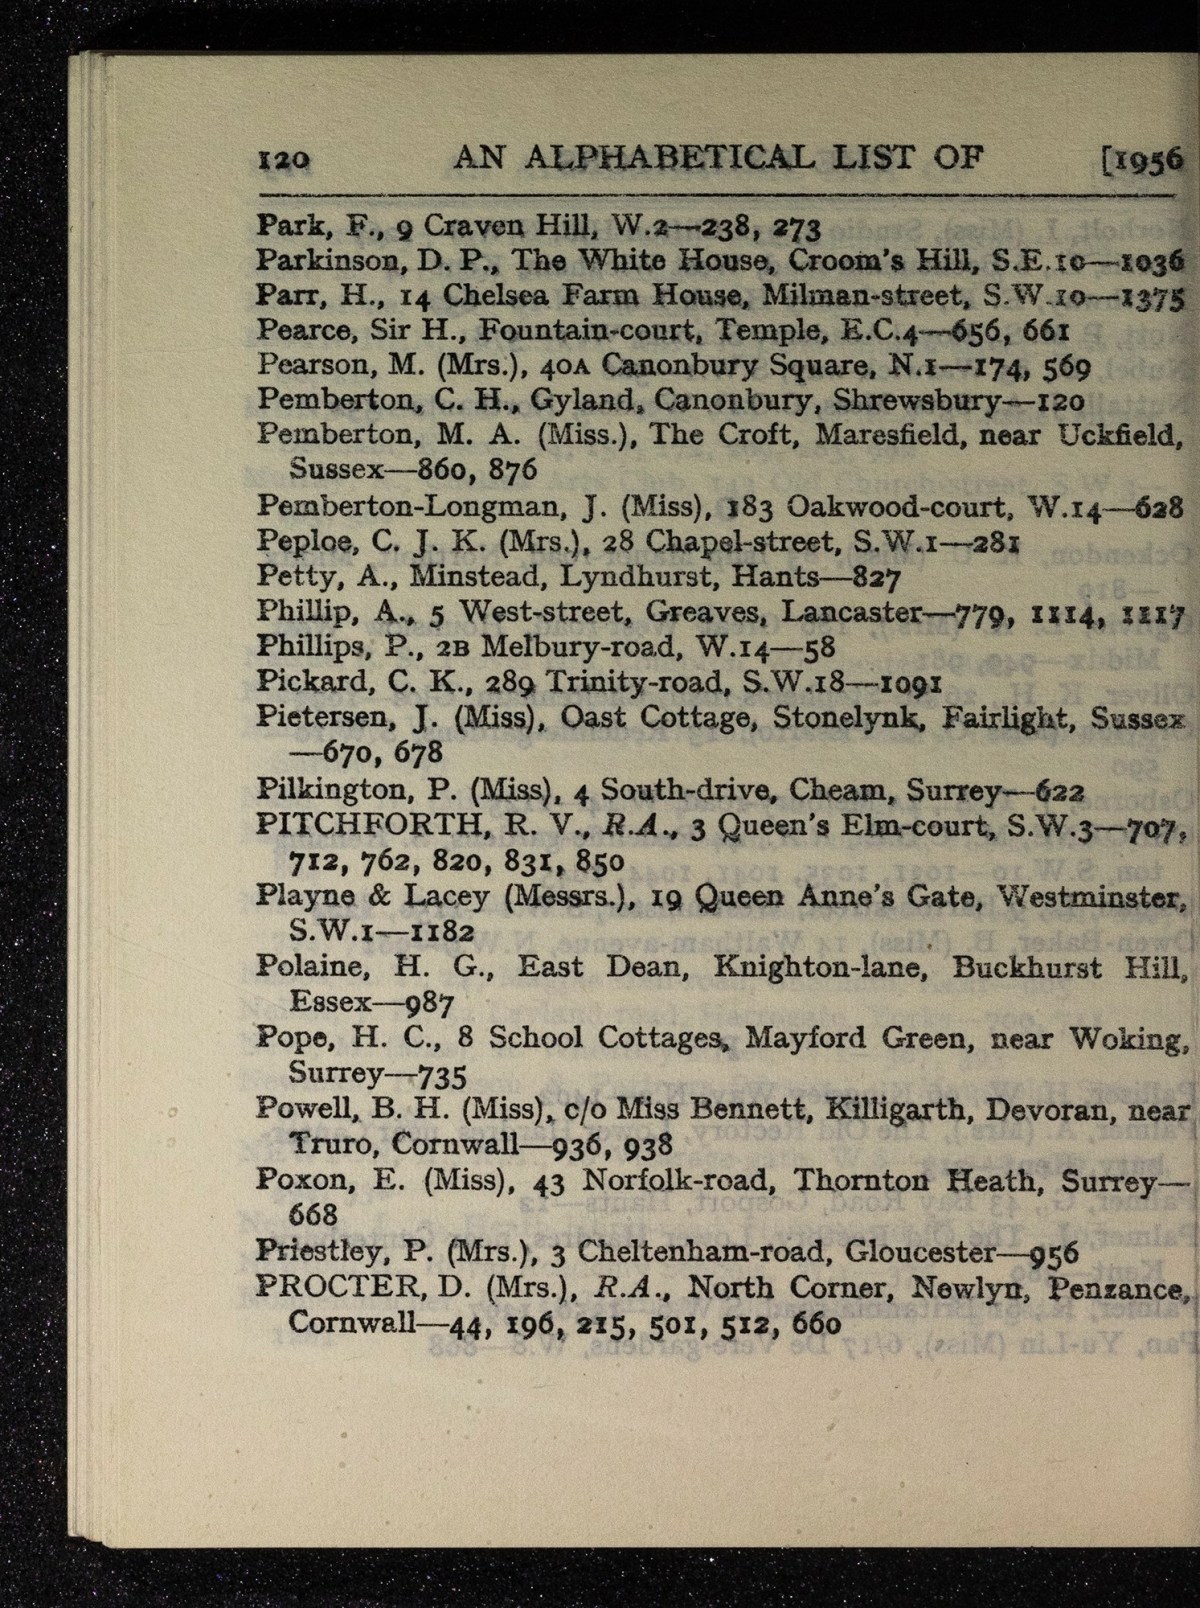 120 AN ALPHABETICAL LIST OF [1956
Park, F., 9 Craven Hill, W.2—238, 273
Parkinson, D. P., The White House, Croom's Hill, S.E.10—1036
Parr, H., 14 Chelsea Farm House, Milman-street, S.W.10—1375
Pearce, Sir H., Fountain-court, Temple, E.C.4—656, 661
Pearson, M. (Mrs.), 40A Canonbury Square, N.1—174, 569
Pemberton, C. H., Gyland, Canonbury, Shrewsbury—120
Pemberton, M. A. (Miss.), The Croft, Maresfield, near Uckfield,
Sussex—860, 876
Pemberton-Longman, J. (Miss), 183 Oakwood-court, W.14—628
Peploe, C. J. K. (Mrs.), 28 Chapel-street, S.W.1—281
Petty, A., Minstead, Lyndhurst, Hants—827
Phillip, A., 5 West-street, Greaves, Lancaster—779, 1114, 1117
Phillips, P., 2B Melbury-road, W.14—58
Pickard, C. K., 289 Trinity-road, S.W.18—1091
Pietersen, J. (Miss), Oast Cottage, Stonelynk, Fairlight, Sussex
—670, 678
Pilkington, P. (Miss), 4 South-drive, Cheam, Surrey—622
PITCHFORTH, R. V., R.A., 3 Queen's Elm-court, S.W.3—707,
712, 762, 820, 831, 850
Playne & Lacey (Messrs.), 19 Queen Anne's Gate, Westminster,
S.W.1—1182
Polaine, H. G., East Dean, Knighton-lane, Buckhurst Hill,
Essex—987
Pope, H. C., 8 School Cottages, Mayford Green, near Woking,
Surrey—735
Powell, B. H. (Miss), c/o Miss Bennett, Killigarth, Devoran, near
Truro, Cornwall—936, 938
Poxon, E. (Miss), 43 Norfolk-road, Thornton Heath, Surrey—
668
Priestley, P. (Mrs.), 3 Cheltenham-road, Gloucester—956
PROCTER, D. (Mrs.), R.A., North Corner, Newlyn, Penzance,
Cornwall—44, 196, 215, 501, 512, 660